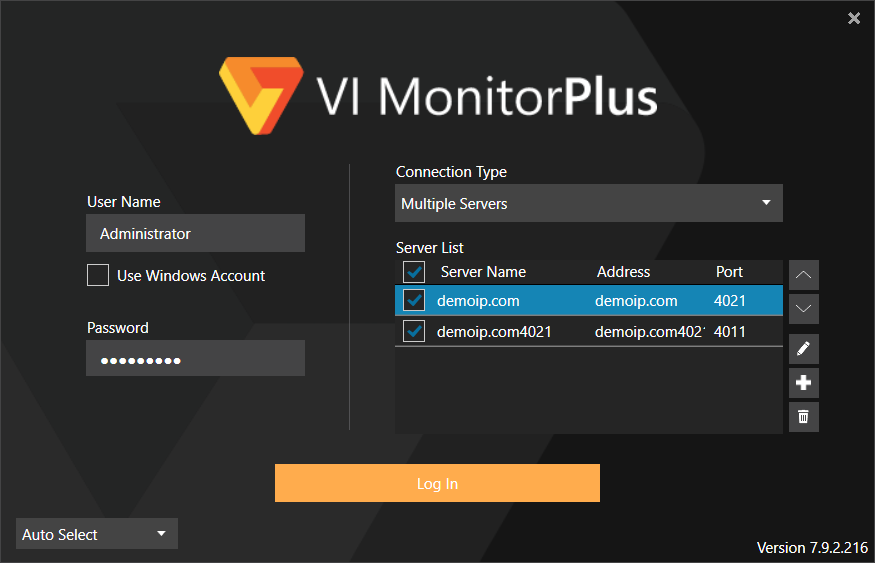 VI MonitorPlus
User Name
Administrator
Use Windows Account
Password
●●●●●●●●●
Connection Type
Multiple Servers
Server List
Server Name Address Port
demoip.com demoip.com 4021
demoip.com4021 demoip.com402 4011
Log In
Auto Select
Version 7.9.2.216